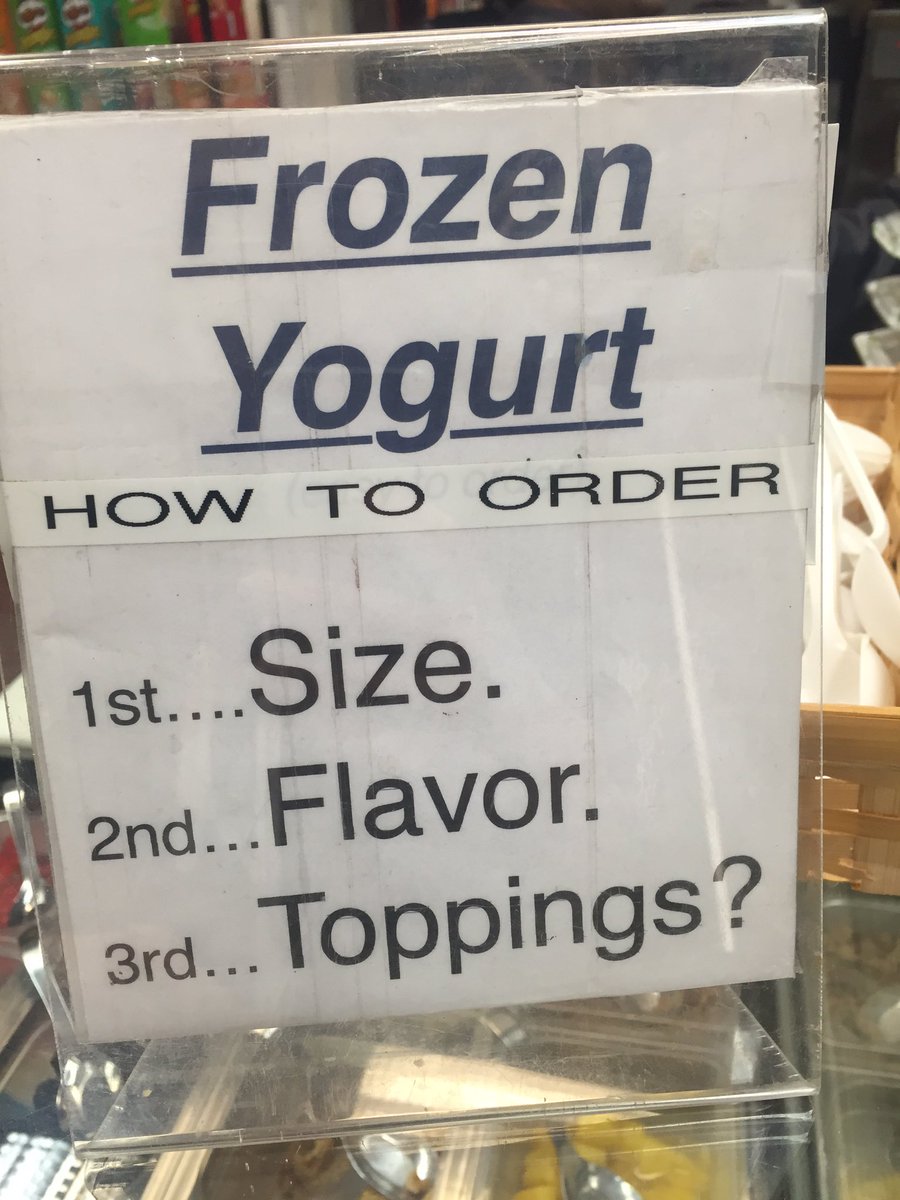 Frozen
Yogurt
HOW TO ORDER
1st....Size.
2nd...Flavor.
3rd...Toppings?